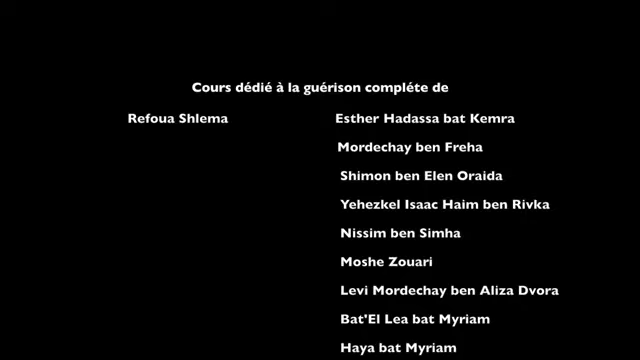 Cours dédié à la guérison compléte de
Refoua Shlema Esther Hadassa bat Kemra
Mordechay ben Freha
Shimon ben Elen Oraida
Yehezkel Isaac Haim ben Rivka
Nissim ben Simha
Moshe Zouari
Levi Mordechay ben Aliza Dvora
Bat'El Lea bat Myriam
Haya bat Myriam